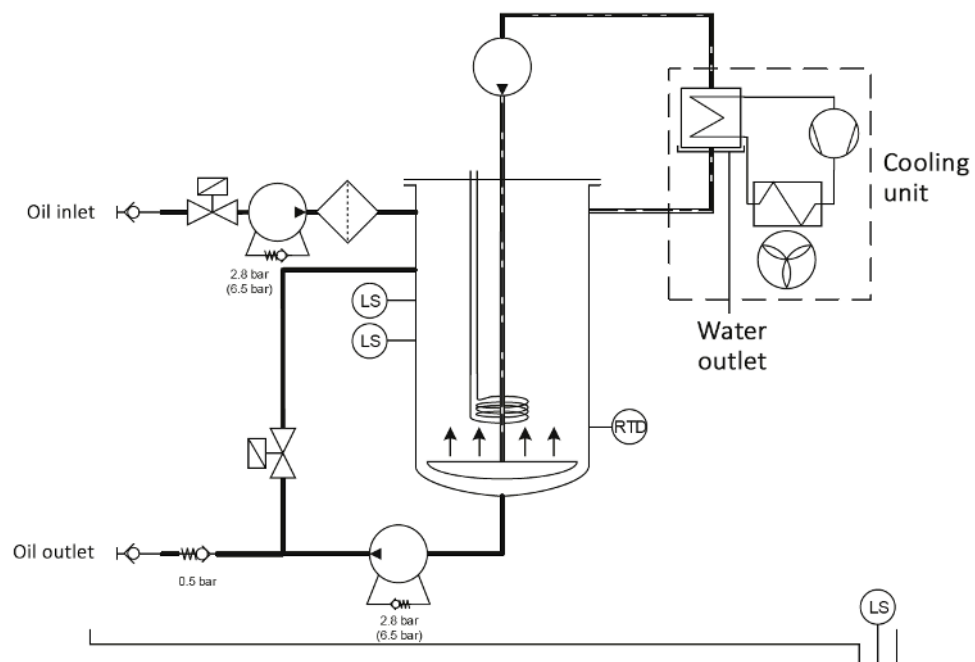 Oil inlet
2.8 bar
(6.5 bar)
LS
LS
Cooling
unit
Water
outlet
RTD
Oil outlet
0.5 bar
2.8 bar
(6.5 bar)
LS